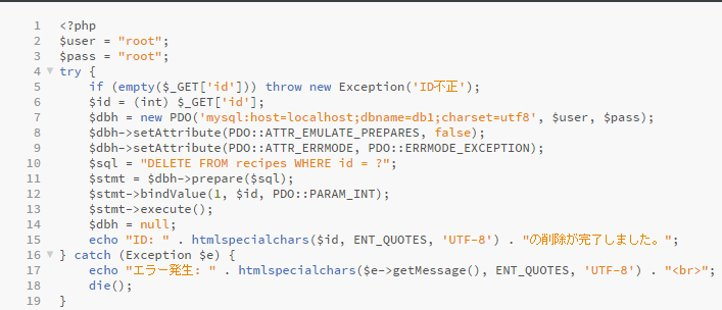 1 <?php
2 $user = "root";
3 $pass = "root";
4 try {
5 if (empty($_GET['id'])) throw new Exception('ID不正');
6 $id = (int) $_GET['id'];
7 $dbh = new PDO('mysql:host=localhost;dbname=db1;charset=utf8', $user, $pass);
8 $dbh->setAttribute(PDO::ATTR_EMULATE_PREPARES, false);
9 $dbh->setAttribute(PDO::ATTR_ERRMODE, PDO::ERRMODE_EXCEPTION);
10 $sql = "DELETE FROM recipes WHERE id = ?";
11 $stmt = $dbh->prepare($sql);
12 $stmt->bindValue(1, $id, PDO::PARAM_INT);
13 $stmt->execute();
14 $dbh = null;
15 echo "ID: " . htmlspecialchars($id, ENT_QUOTES, 'UTF-8') . "の削除が完了しました。";
16 } catch (Exception $e) {
17 echo "エラー発生: " . htmlspecialchars($e->getMessage(), ENT_QUOTES, 'UTF-8') . "<br>";
18 die();
19 }